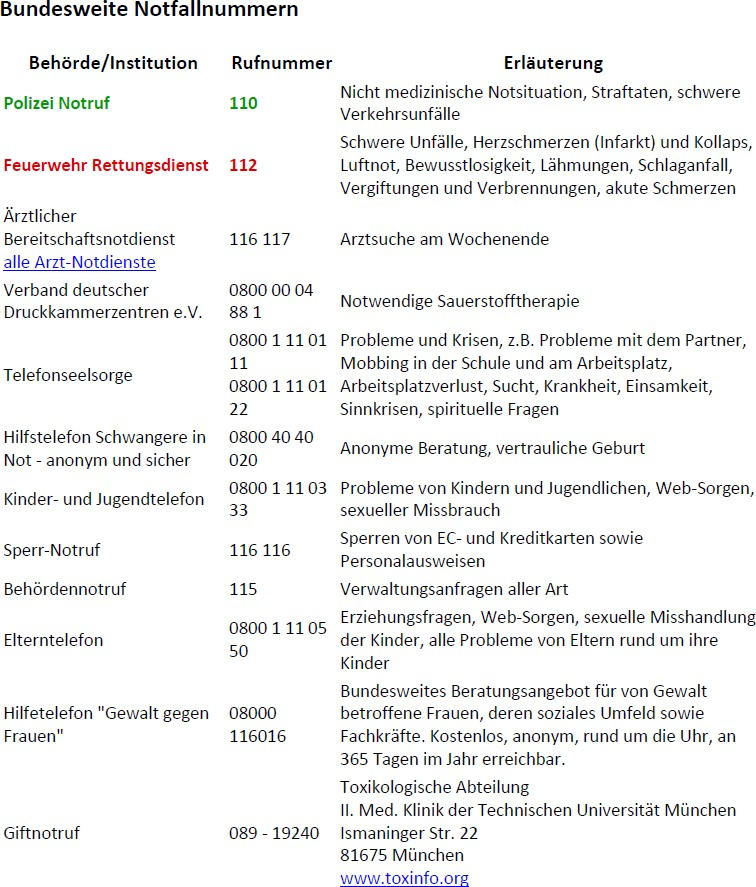 Bundesweite Notfallnummern
Behörde/Institution Rufnummer Erläuterung
Polizei Notruf 110 Nicht medizinische Notsituation, Straftaten, schwere
Verkehrsunfälle
Feuerwehr Rettungsdienst 112 Schwere Unfälle, Herzschmerzen (Infarkt) und Kollaps,
Luftnot, Bewusstlosigkeit, Lähmungen, Schlaganfall,
Vergiftungen und Verbrennungen, akute Schmerzen
Ärztlicher
Bereitschaftsnotdienst 116 117 Arztsuche am Wochenende
alle Arzt-Notdienste
Verband deutscher
Druckkammerzentren e.V.
0800 00 04
88 1
Notwendige Sauerstofftherapie
Telefonseelsorge
0800 1 11 01
11
0800 1 11 01
22
Probleme und Krisen, z.B. Probleme mit dem Partner,
Mobbing in der Schule und am Arbeitsplatz,
Arbeitsplatzverlust, Sucht, Krankheit, Einsamkeit,
Sinnkrisen, spirituelle Fragen
Hilfstelefon Schwangere in
Not - anonym und sicher
0800 40 40
020
Anonyme Beratung, vertrauliche Geburt
Kinder- und Jugendtelefon
0800 1 11 03
33
Probleme von Kindern und Jugendlichen, Web-Sorgen,
sexueller Missbrauch
Sperr-Notruf 116 116 Sperren von EC- und Kreditkarten sowie
Personalausweisen
Behördennotruf 115 Verwaltungsanfragen aller Art
Elterntelefon
0800 1 11 05
50
Erziehungsfragen, Web-Sorgen, sexuelle Misshandlung
der Kinder, alle Probleme von Eltern rund um ihre
Kinder
Hilfetelefon "Gewalt gegen
Frauen"
08000
116016
Bundesweites Beratungsangebot für von Gewalt
betroffene Frauen, deren soziales Umfeld sowie
Fachkräfte. Kostenlos, anonym, rund um die Uhr, an
365 Tagen im Jahr erreichbar.
Giftnotruf 089 - 19240
Toxikologische Abteilung
II. Med. Klinik der Technischen Universität München
Ismaninger Str. 22
81675 München
www.toxinfo.org